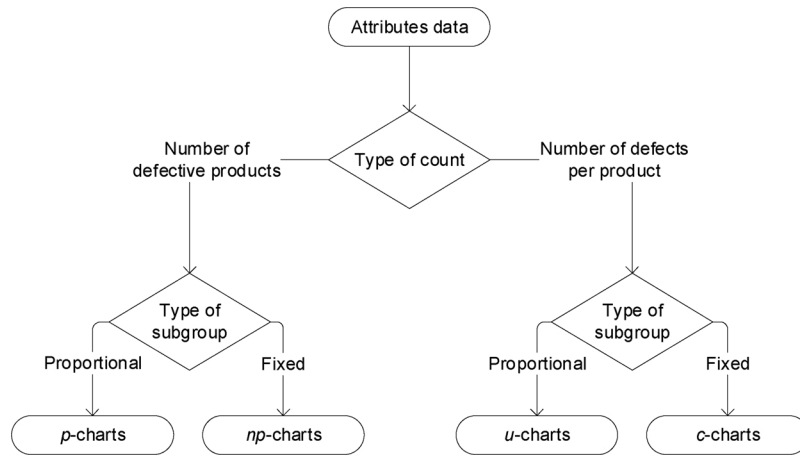 Attributes data
Type of count
Number of
defective products
Number of defects
per product
Type of
subgroup
Type of
subgroup
Proportional
Fixed
Proportional
Fixed
p-charts
np-charts
u-charts
c-charts